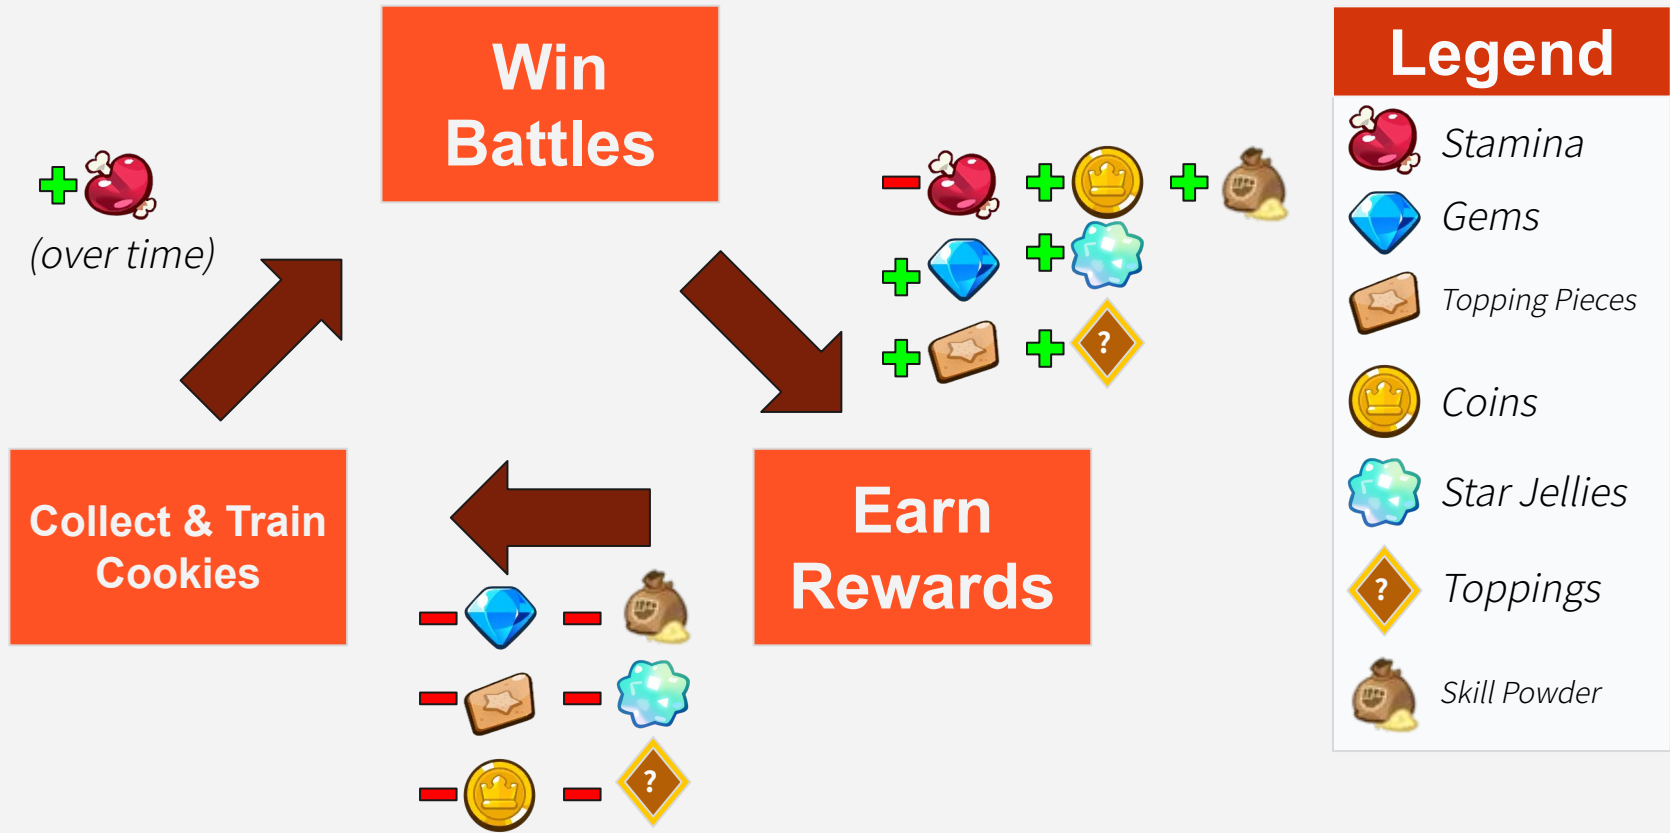 Win
Battles
Legend
Stamina
Gems
Topping Pieces
Coins
Star Jellies
?
Toppings
Skill Powder
(over time)
?
Collect & Train
Cookies
Earn
Rewards
?